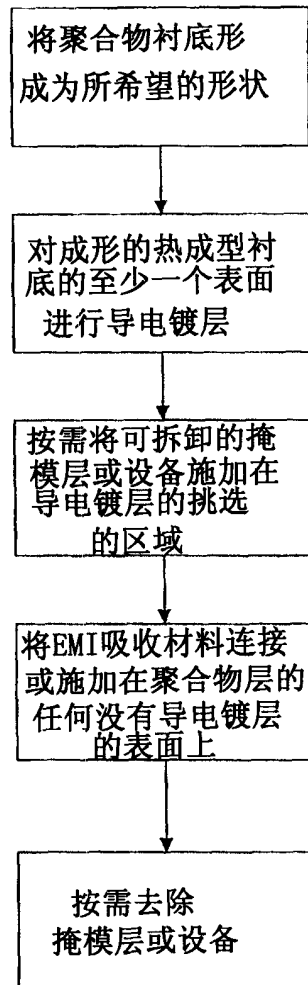 将聚合物衬底形
成为所希望的形状
对成形的热成型衬
底的至少一个表面
进行导电镀层
按需将可拆卸的掩
模层或设备施加在
导电镀层的挑选
的区域
将EMI吸收材料连接
或施加在聚合物层的
任何没有导电镀层
的表面上
按需去除
掩模层或设备